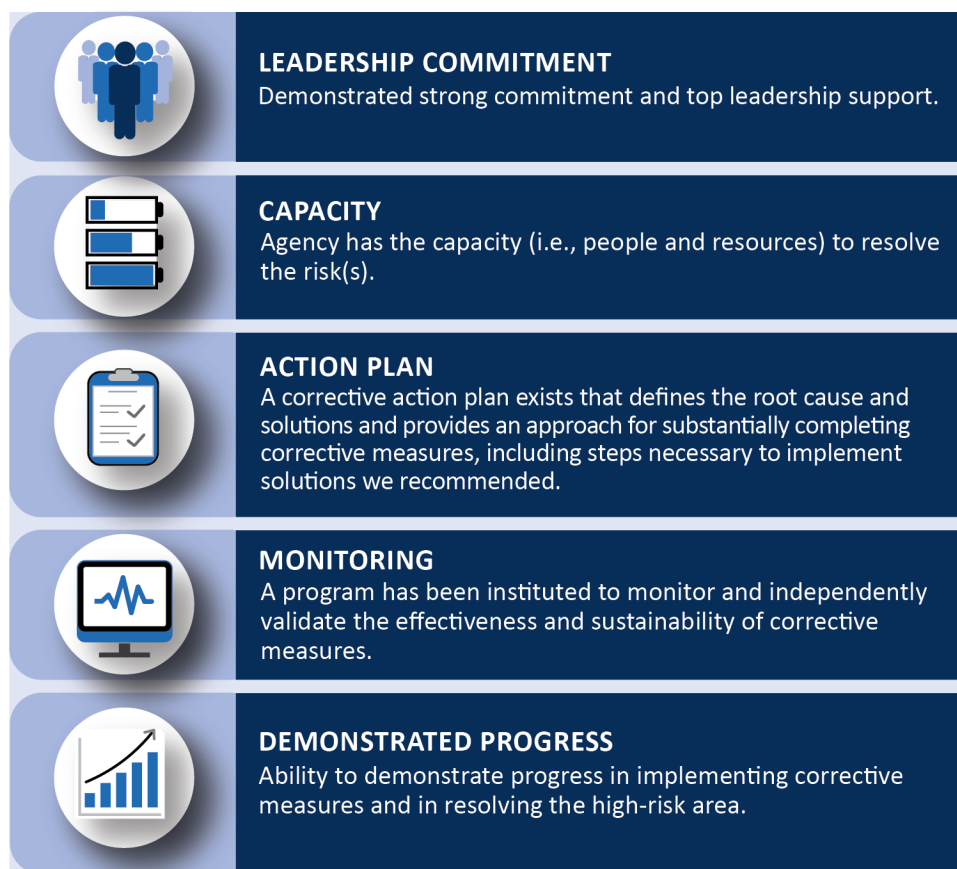 LEADERSHIP COMMITMENT
Demonstrated strong commitment and top leadership support.
CAPACITY
Agency has the capacity (i.e., people and resources) to resolve
the risk(s).
ACTION PLAN
A corrective action plan exists that defines the root cause and
solutions and provides an approach for substantially completing
corrective measures, including steps necessary to implement
solutions we recommended.
MONITORING
A program has been instituted to monitor and independently
validate the effectiveness and sustainability of corrective
measures.
DEMONSTRATED PROGRESS
Ability to demonstrate progress in implementing corrective
measures and in resolving the high-risk area.